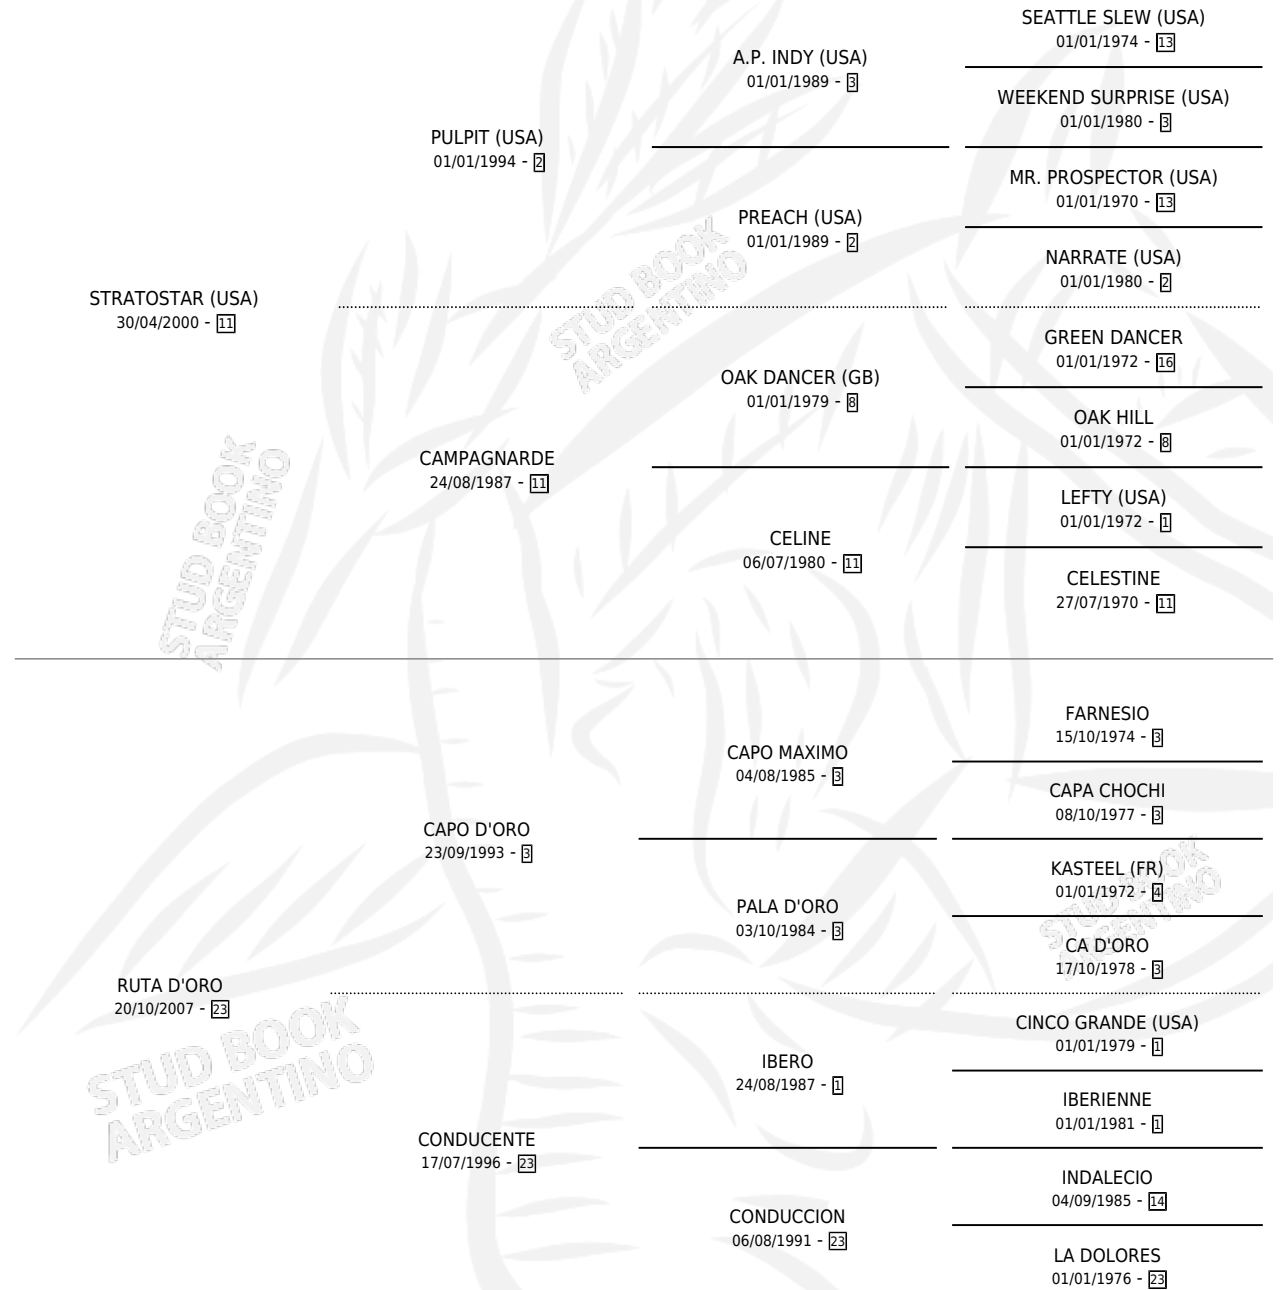 SEATTLE SLEW (USA)
01/01/1974 - 13
A.P. INDY (USA)
01/01/1989 - 3
WEEKEND SURPRISE (USA)
01/01/1980 - 3
PULPIT (USA)
01/01/1994 - 2
MR. PROSPECTOR (USA)
01/01/1970 - 13
PREACH (USA)
01/01/1989 - 2
NARRATE (USA)
01/01/1980 - 2
STRATOSTAR (USA)
30/04/2000 - 11
GREEN DANCER
01/01/1972 - 16
OAK DANCER (GB)
01/01/1979 - 8
OAK HILL
01/01/1972 - 8
CAMPAGNARDE
24/08/1987 - 11
LEFTY (USA)
01/01/1972 - 1
CELINE
06/07/1980 - 11
CELESTINE
27/07/1970 - 11
FARNESIO
15/10/1974 - 3
CAPO MAXIMO
04/08/1985 - 3
CAPA CHOCHI
08/10/1977 - 3
CAPO D'ORO
23/09/1993 - 3
KASTEEL (FR)
01/01/1972 - 4
PALA D'ORO
03/10/1984 - 3
CA D'ORO
17/10/1978 - 3
RUTA D'ORO
20/10/2007 - 23
CINCO GRANDE (USA)
01/01/1979 - 1
IBERO
24/08/1987 - 1
IBERIENNE
01/01/1981 - 1
CONDUCENTE
17/07/1996 - 23
INDALECIO
04/09/1985 - 14
CONDUCCION
06/08/1991 - 23
LA DOLORES
01/01/1976 - 23
STUD BOOK
ARGENTINO
STUD BOOK
ARGENTINO
STUD BOOK
ARGENTINO
STUD BOOK
ARGENTINO